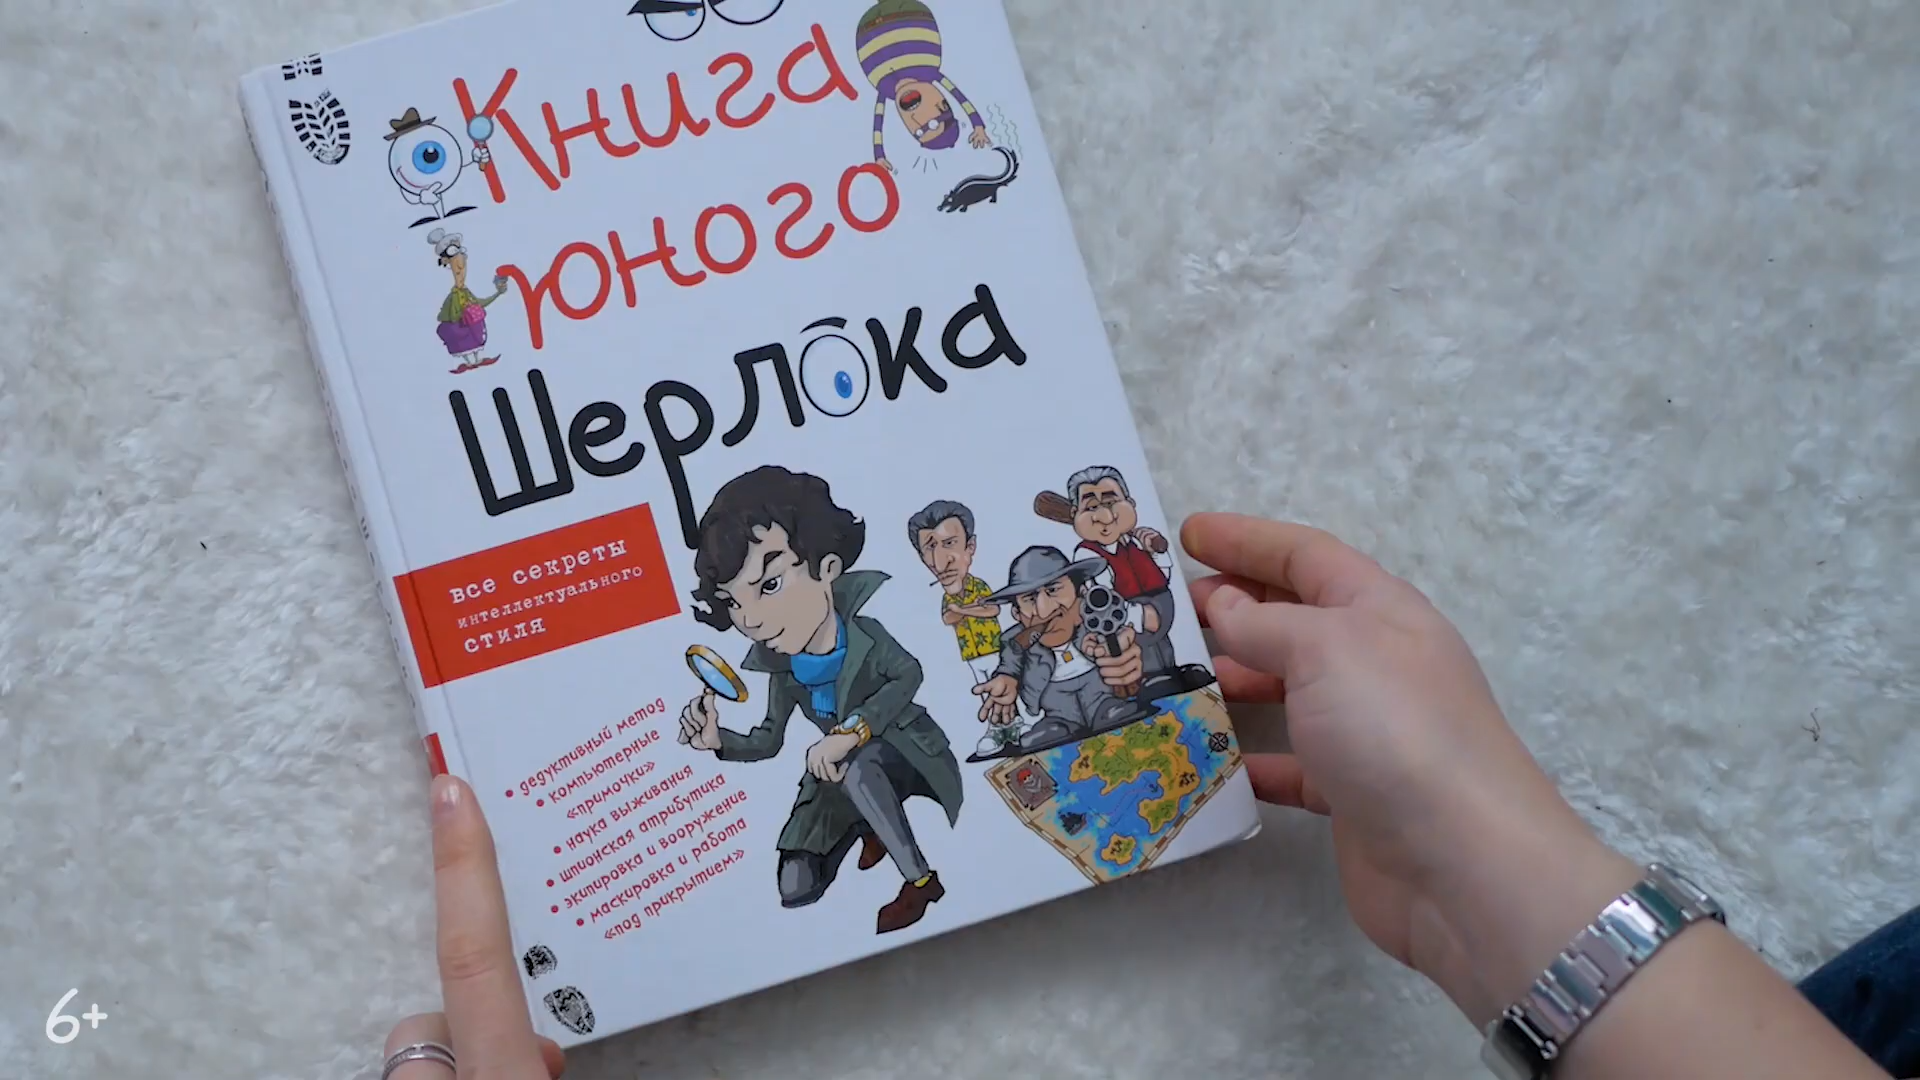 Книга
юного
Шерлока
все секреты
интеллектуального
стиля
• дедуктивный метод
• компьютерные
«примочки»
• наука выживания
• шпионская атрибутика
• экипировка и вооружение
• маскировка и работа
«под прикрытием»
6+